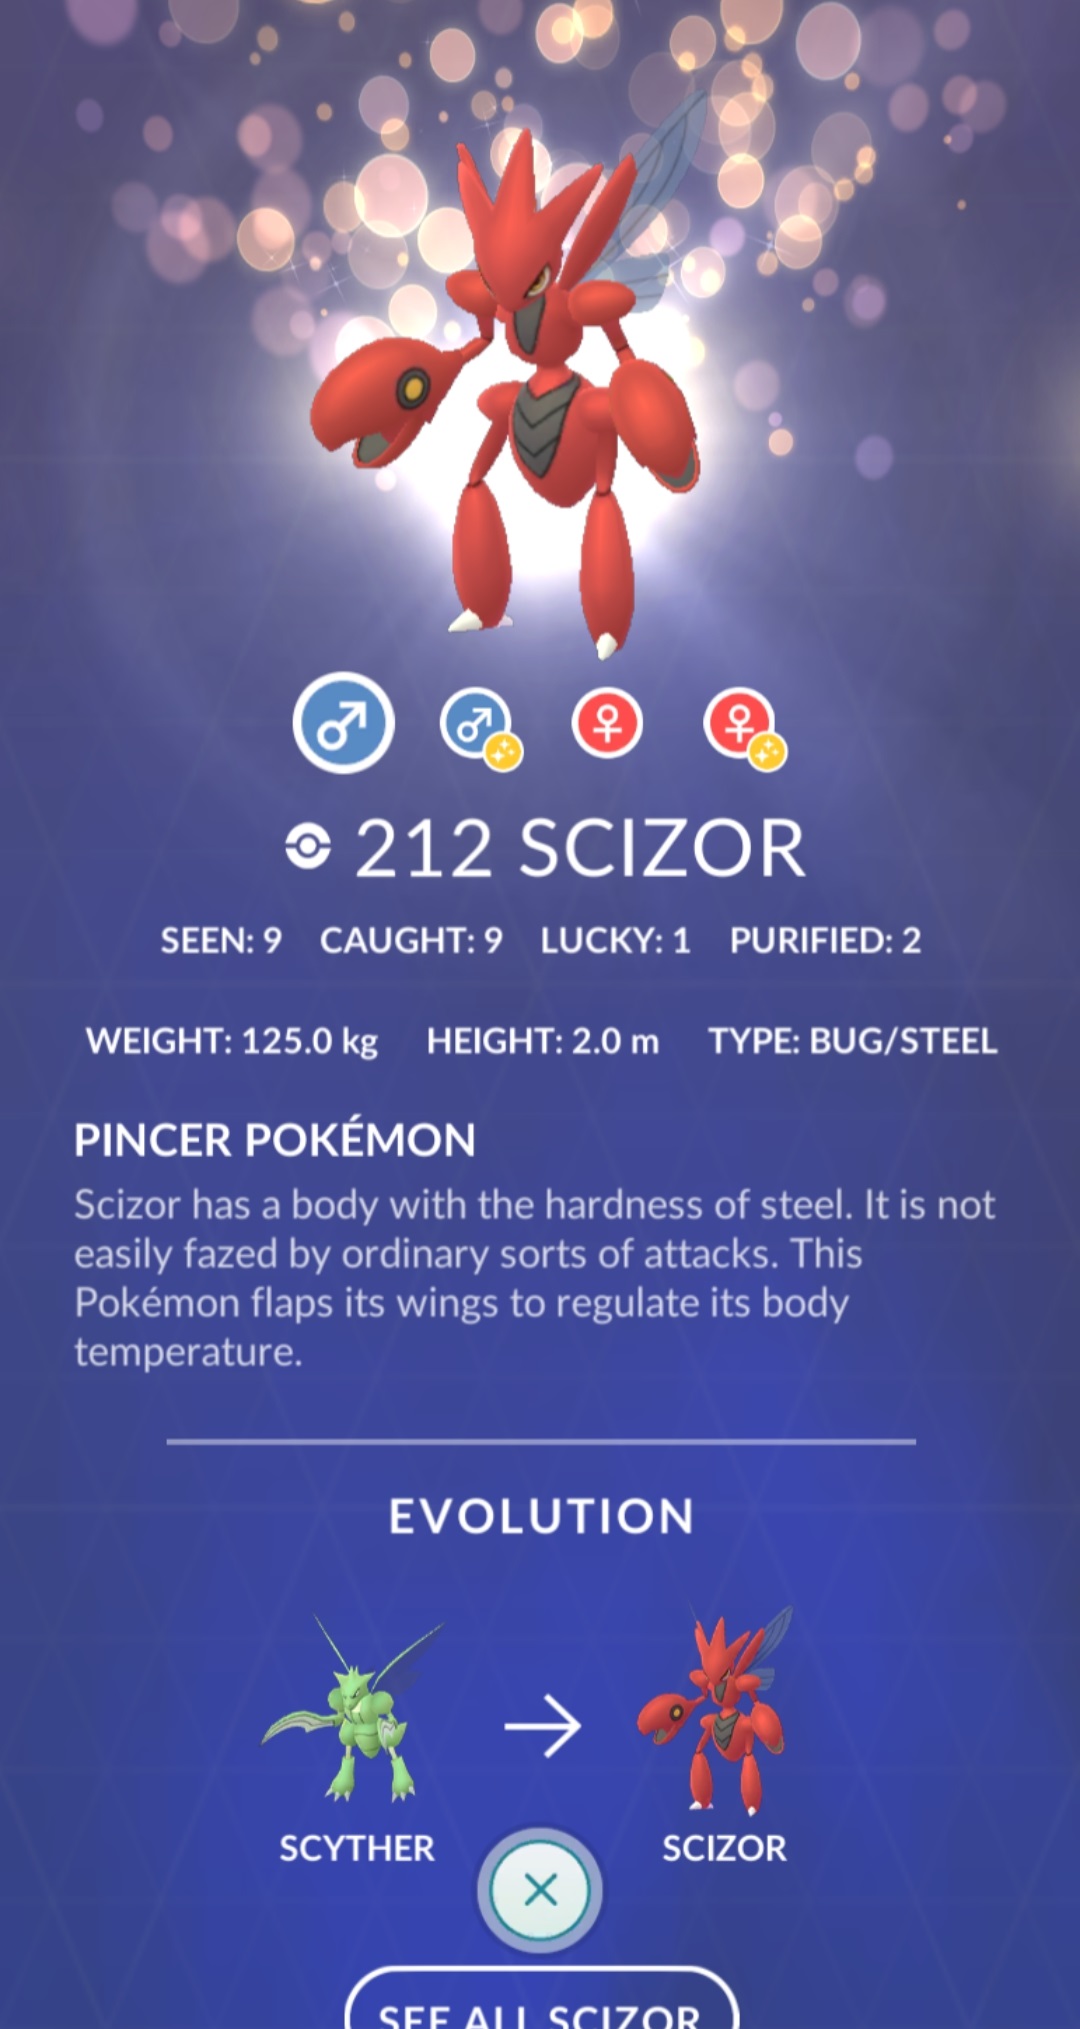 212 SCIZOR
SEEN: 9 CAUGHT: 9 LUCKY: 1 PURIFIED: 2
WEIGHT: 125.0 kg HEIGHT: 2.0 m TYPE: BUG/STEEL
PINCER POKÉMON
Scizor has a body with the hardness of steel. It is not
easily fazed by ordinary sorts of attacks. This
Pokémon flaps its wings to regulate its body
temperature.
EVOLUTION
SCYTHER SCIZOR
SEE ALL SCIZOR